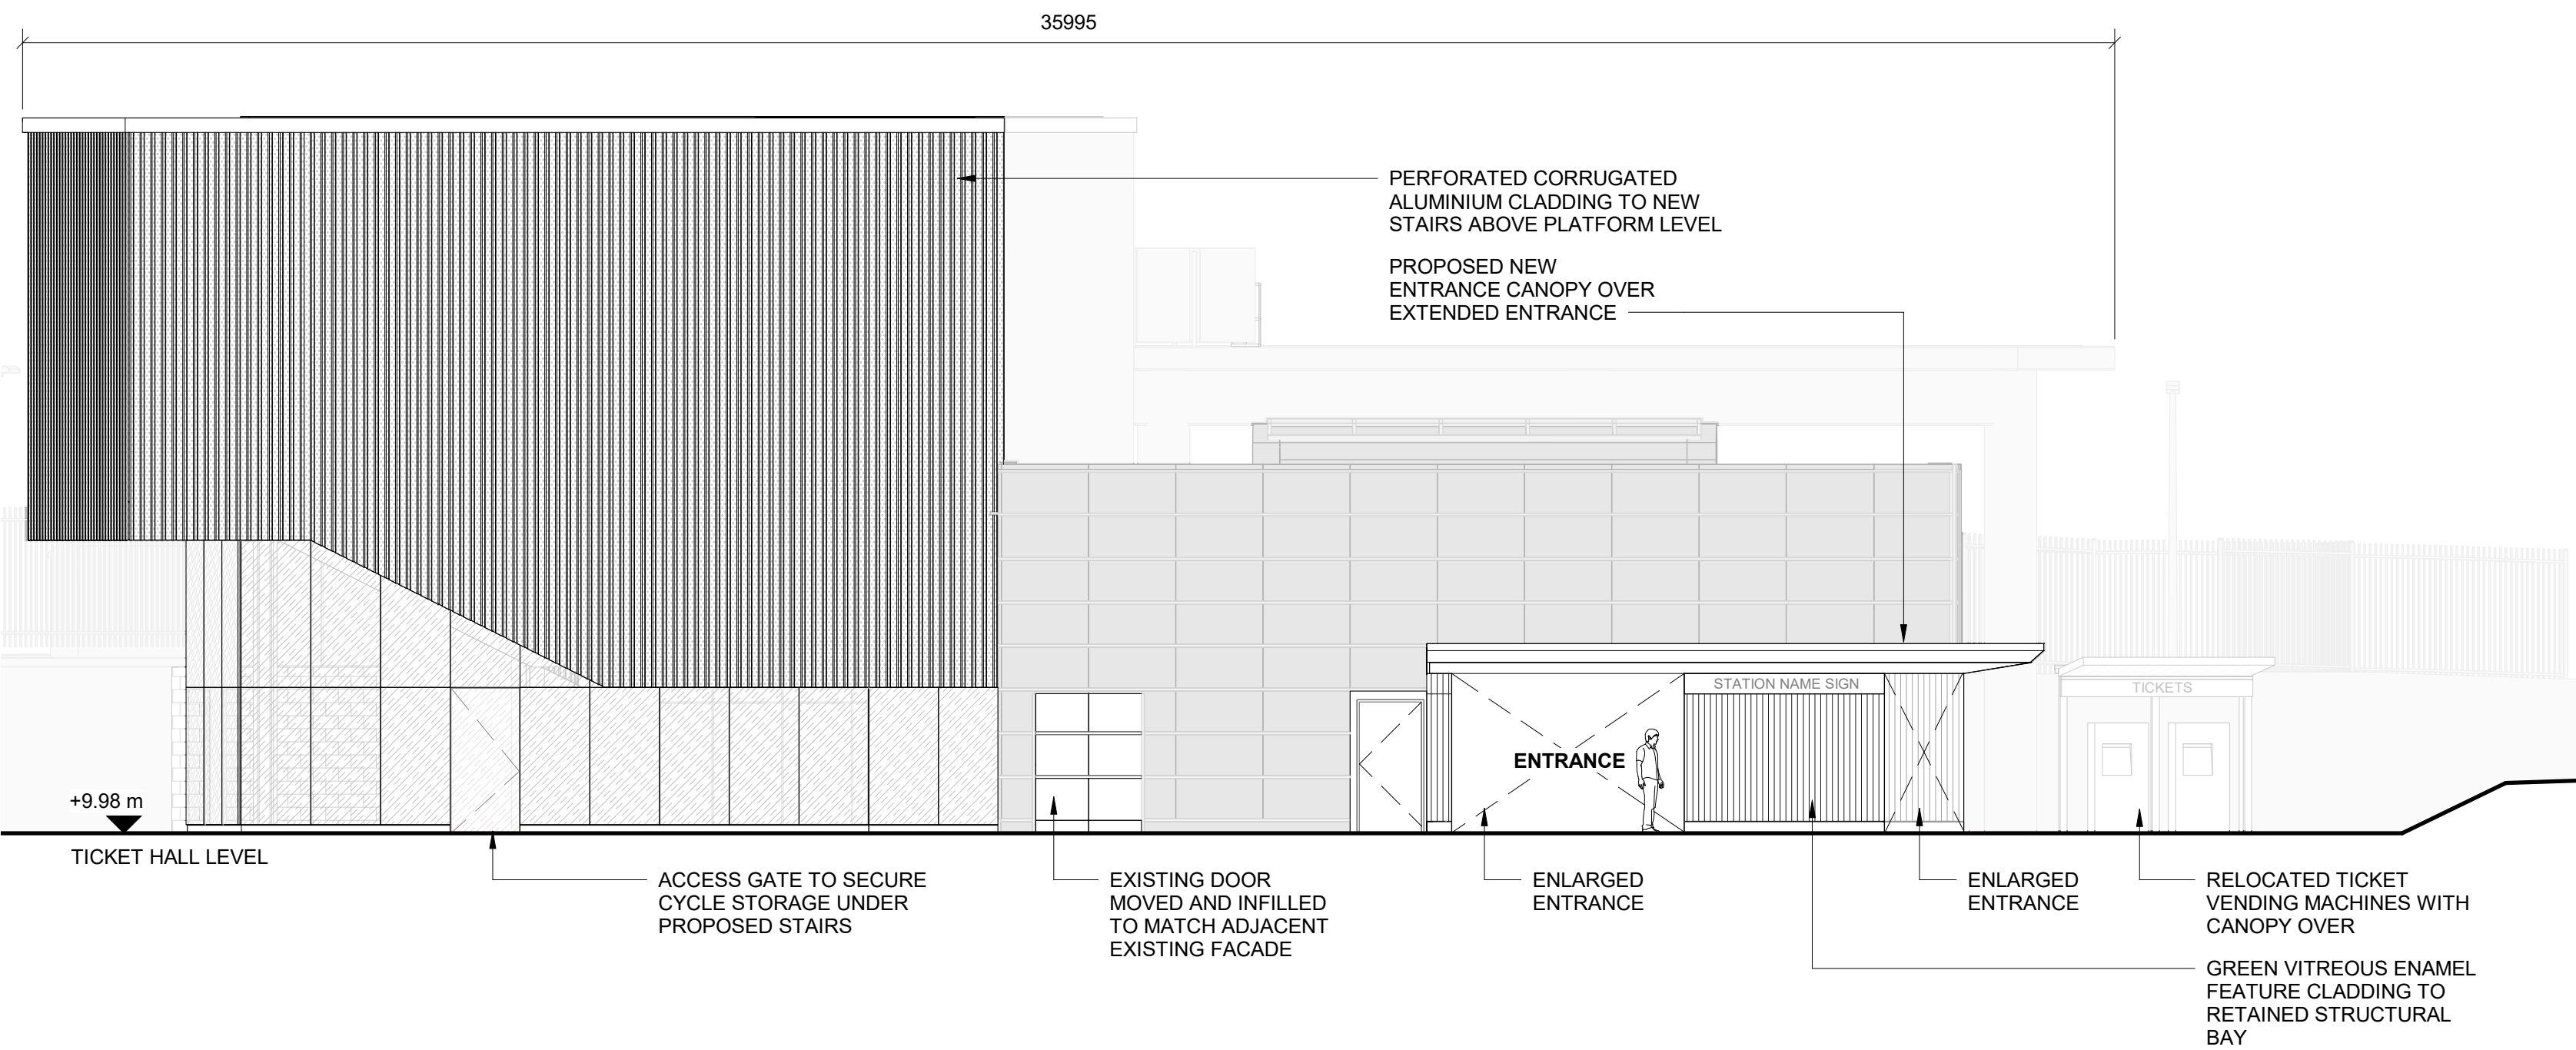 35995
PERFORATED CORRUGATED
ALUMINIUM CLADDING TO NEW
STAIRS ABOVE PLATFORM LEVEL
PROPOSED NEW
ENTRANCE CANOPY OVER
EXTENDED ENTRANCE
STATION NAME SIGN
TICKETS
ENTRANCE
+9.98 m
TICKET HALL LEVEL
ACCESS GATE TO SECURE
CYCLE STORAGE UNDER
PROPOSED STAIRS
EXISTING DOOR
MOVED AND INFILLED
TO MATCH ADJACENT
EXISTING FACADE
ENLARGED
ENTRANCE
ENLARGED
ENTRANCE
RELOCATED TICKET
VENDING MACHINES WITH
CANOPY OVER
GREEN VITREOUS ENAMEL
FEATURE CLADDING TO
RETAINED STRUCTURAL
BAY